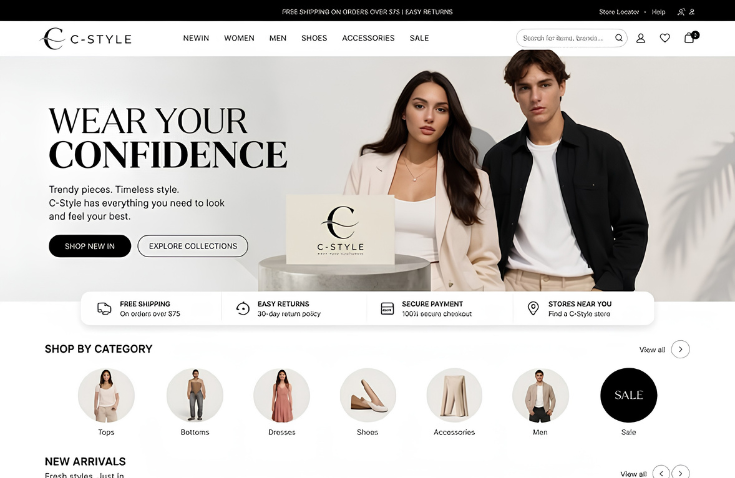 FREE SHIPPING ON ORDERS OVER $75 | EASY RETURNS
Store Locator • Help
C-STYLE
NEWIN WOMEN MEN SHOES ACCESSORIES SALE
Search for items, brands...
2
WEAR YOUR
CONFIDENCE
Trendy pieces. Timeless style.
C-Style has everything you need to look
and feel your best.
SHOP NEW IN
EXPLORE COLLECTIONS
C-STYLE
FREE SHIPPING
On orders over $75
EASY RETURNS
30-day return policy
SECURE PAYMENT
100% secure checkout
STORES NEAR YOU
Find a C-Style store
SHOP BY CATEGORY
View all
SALE
Tops
Bottoms
Dresses
Shoes
Accessories
Men
Sale
NEW ARRIVALS
View all
Fresh styles. Just in